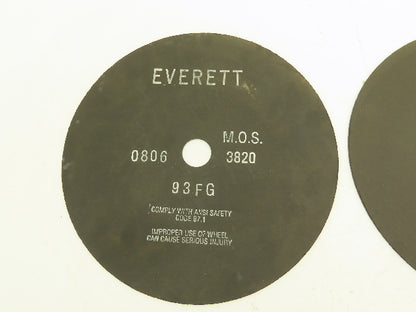 EVERETT
M.O.S.
0806 3820
93FG
COMPLY WITH ANSI SAFETY
CODE B7.1
IMPROPER USE OF WHEEL
CAN CAUSE SERIOUS INJURY